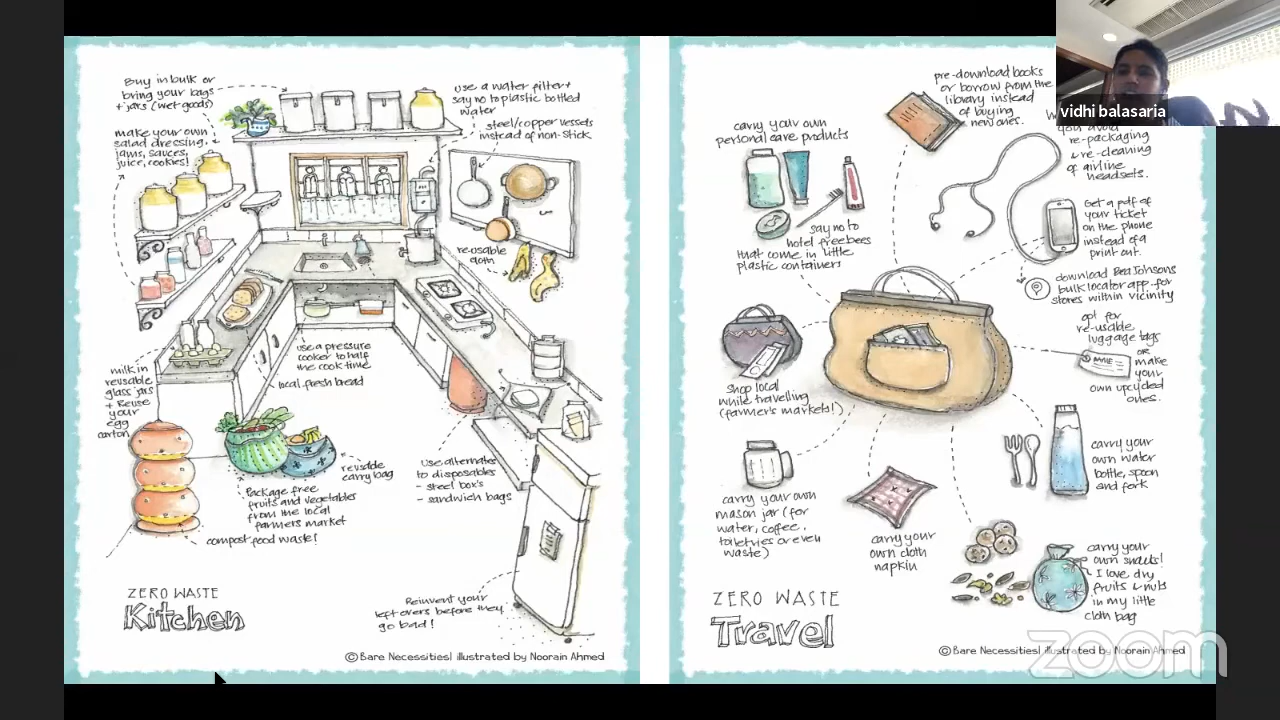 Buy in bulk or
bring your bags
+ jars (wet goods)
make your own
salad dressing,
jams, sauces,
juice, cookies!
use a water filter +
say no to plastic bottled
water
steel/copper vessels
instead of non-stick
re-usable
cloth
use a pressure
cooker to half
the cook time
local fresh bread
milk in
reusable
glass jars
+ Reuse
your
egg
carton
reusable
carry bag
Package free
fruits and vegetables
from the local
farmers market
compost food waste!
Use alternates
to disposables
- steel box's
- sandwich bags
Reinvent your
left overs before they
go bad!
ZERO WASTE
Kitchen
©Bare Necessities| illustrated by Noorain Ahmed
pre-download books
or borrow from the
library instead
of buying
new ones.
vidhi balasaria
carry your own
personal care products
say no to
hotel freebees
that come in little
plastic containers
you avoid
re-packaging
& re-cleaning
of airline
headsets.
Get a pdf of
your ticket
on the phone
instead of a
print out.
download Bea Johnsons
bulk locator app for
stores within vicinity
opt for
re-usable
luggage tags
or
make
your
own upcycled
ones.
NAME
shop local
while travelling
(farmer's markets!)
carry your own
mason jar (for
water, coffee,
toiletries or even
waste)
carry your
own cloth
napkin
carry your
own water
bottle, spoon
and fork
carry your
own snacks!
I love dry
fruits & nuts
in my little
cloth bag
ZERO WASTE
Travel
©Bare Necessities| illustrated by Noorain Ahmed
zoom